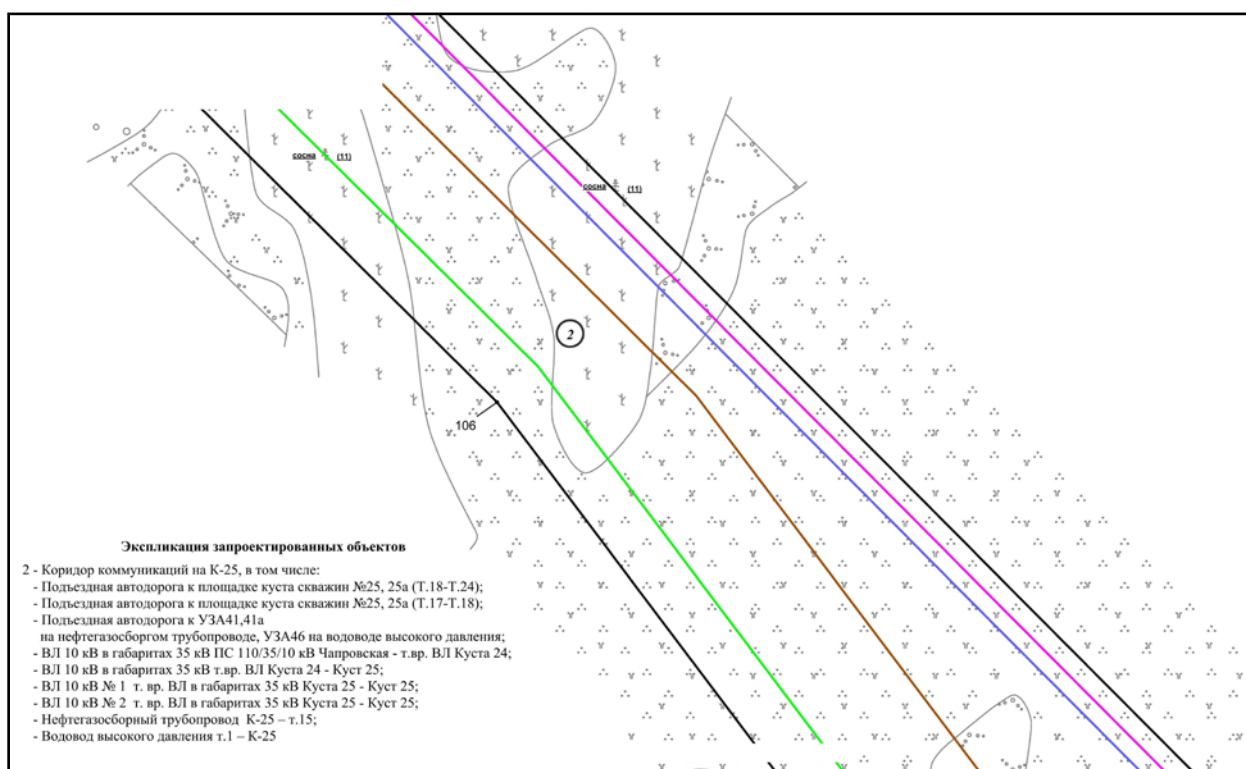 сосна (11)
сосна (11)
2
106
Экспликация запроектированных объектов
2 - Коридор коммуникаций на К-25, в том числе:
- Подъездная автодорога к площадке куста скважин №25, 25а (Т.18-Т.24);
- Подъездная автодорога к площадке куста скважин №25, 25а (Т.17-Т.18);
- Подъездная автодорога к УЗА41,41а
на нефтегазосборгом трубопроводе, УЗА46 на водоводе высокого давления;
- ВЛ 10 кВ в габаритах 35 кВ ПС 110/35/10 кВ Чапровская - т.вр. ВЛ Куста 24;
- ВЛ 10 кВ в габаритах 35 кВ т.вр. ВЛ Куста 24 - Куст 25;
- ВЛ 10 кВ № 1 т. вр. ВЛ в габаритах 35 кВ Куста 25 - Куст 25;
- ВЛ 10 кВ № 2 т. вр. ВЛ в габаритах 35 кВ Куста 25 - Куст 25;
- Нефтегазосборный трубопровод К-25 – т.15;
- Водовод высокого давления т.1 – К-25